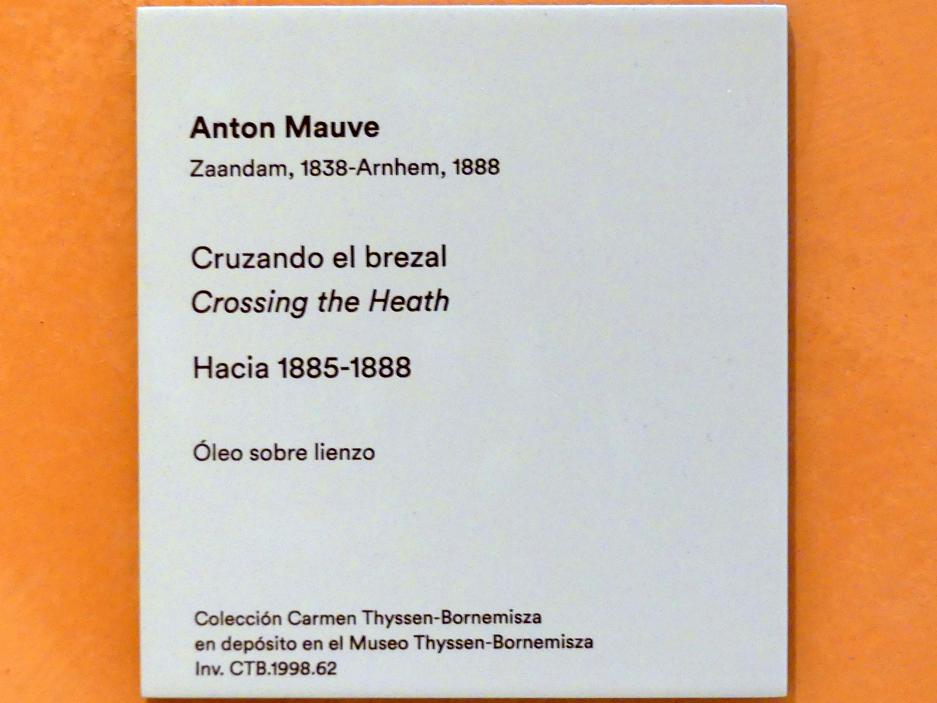 Anton Mauve
Zaandam, 1838-Arnhem, 1888
Cruzando el brezal
Crossing the Heath
Hacia 1885-1888
Óleo sobre lienzo
Colección Carmen Thyssen-Bornemisza
en depósito en el Museo Thyssen-Bornemisza
Inv. CTB.1998.62